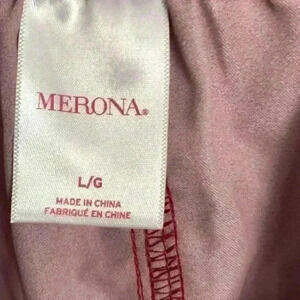 MERONA®
L/G
MADE IN CHINA
FABRIQUÉ EN CHINE